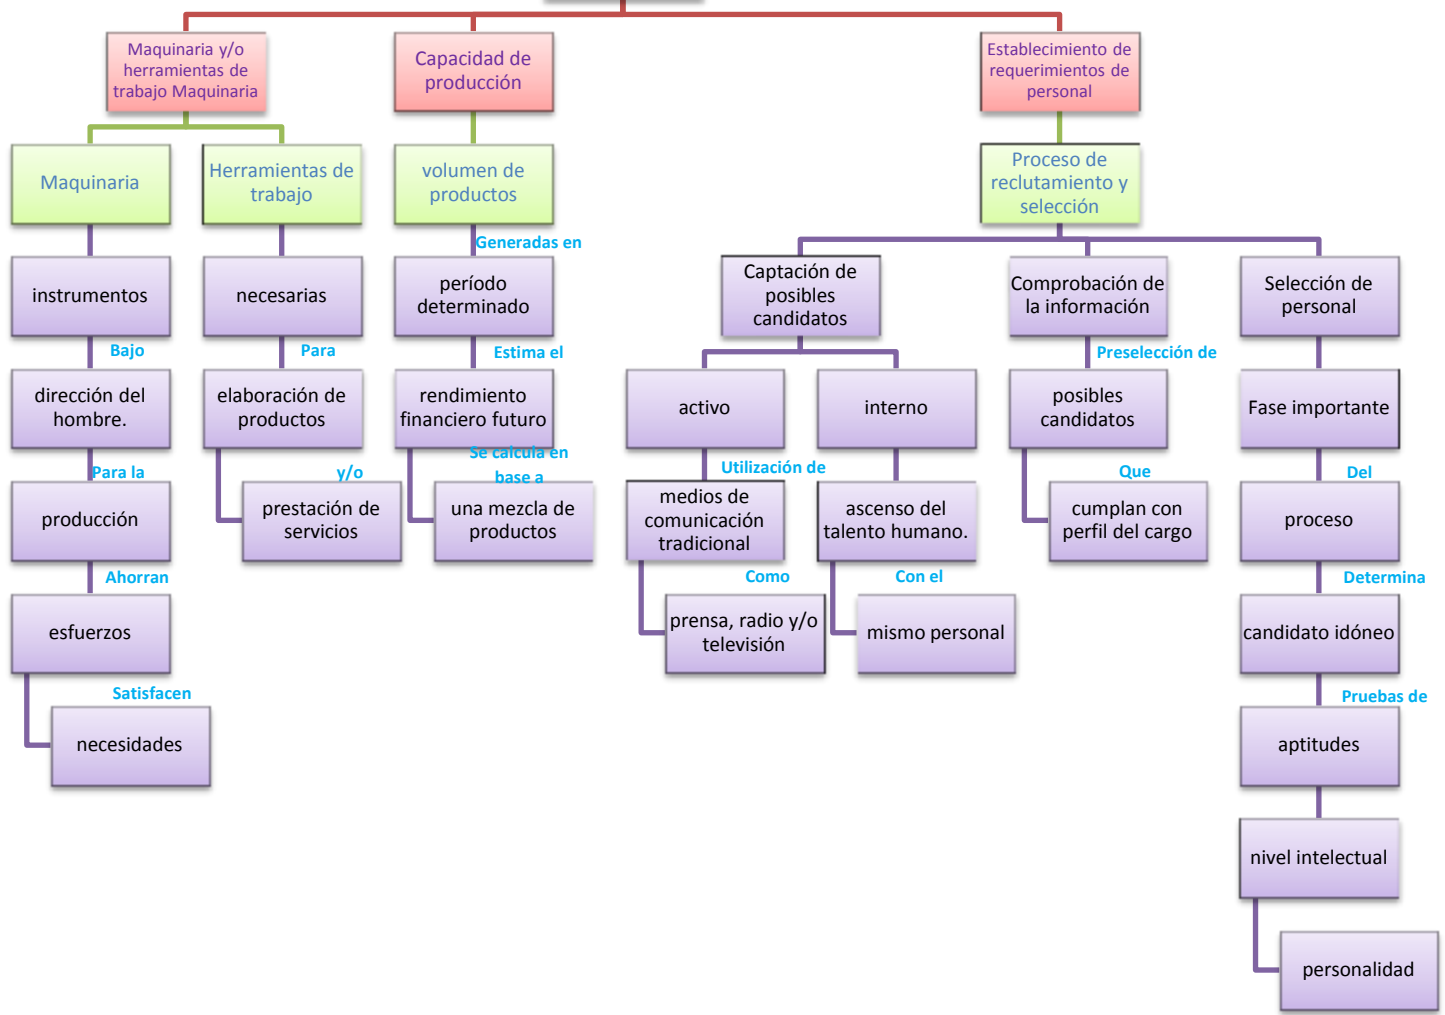 Maquinaria y/o
herramientas de
trabajo Maquinaria
Capacidad de
producción
Establecimiento de
requerimientos de
personal
Maquinaria
Herramientas de
trabajo
volumen de
productos
Proceso de
reclutamiento y
selección
Generadas en
instrumentos
necesarias
período
determinado
Captación de
posibles
candidatos
Comprobación de
la información
Selección de
personal
Bajo
Para
Estima el
Preselección de
dirección del
hombre.
elaboración de
productos
rendimiento
financiero futuro
activo
interno
posibles
candidatos
Fase importante
Para la
y/o
Se calcula en
base a
Utilización de
Que
Del
producción
prestación de
servicios
una mezcla de
productos
medios de
comunicación
tradicional
ascenso del
talento humano.
cumplan con
perfil del cargo
proceso
Ahorran
Como
Con el
Determina
esfuerzos
prensa, radio y/o
televisión
mismo personal
candidato idóneo
Satisfacen
Pruebas de
necesidades
aptitudes
nivel intelectual
personalidad